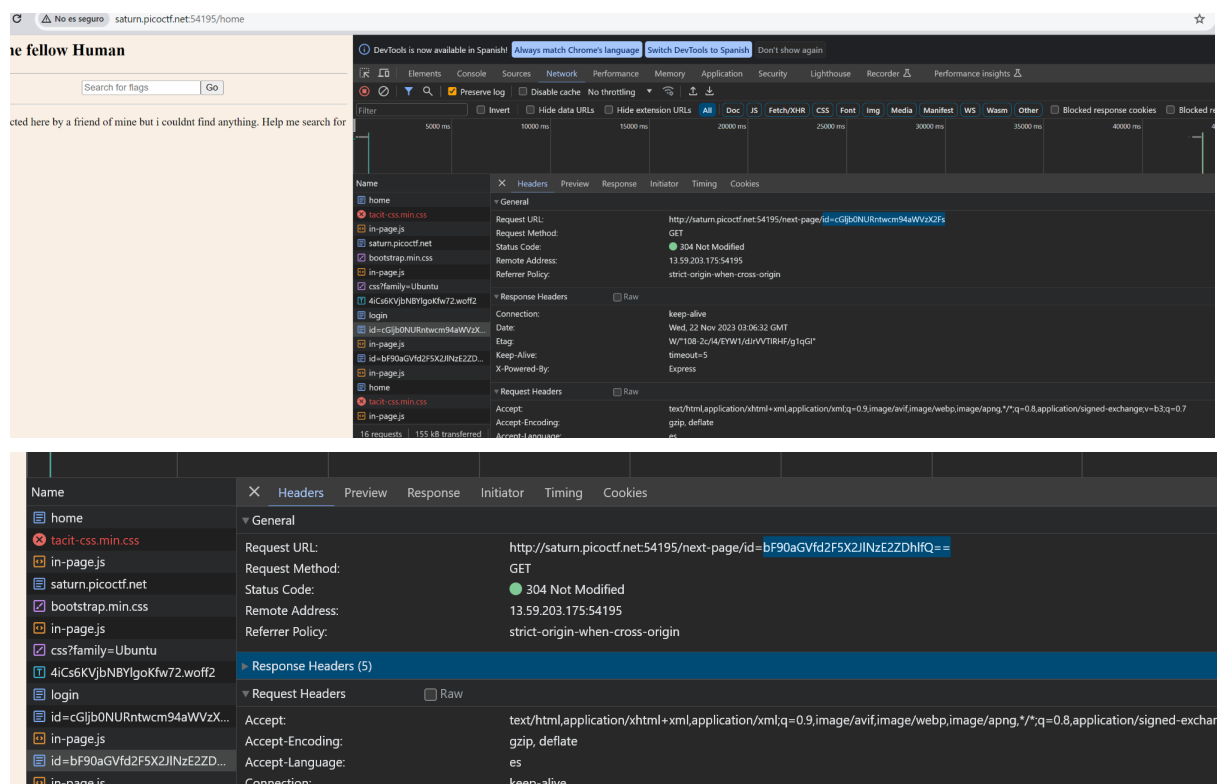 No es seguro saturn.picoctf.net:54195/home
ne fellow Human
Search for flags Go
cted here by a friend of mine but i couldnt find anything. Help me search for
DevTools is now available in Spanish! Always match Chrome's language Switch DevTools to Spanish Don't show again
Elements Console Sources Network Performance Memory Application Security Lighthouse Recorder Performance insights
Preserve log Disable cache No throttling
Filter Invert Hide data URLs Hide extension URLs All Doc JS Fetch/XHR CSS Font Img Media Manifest WS Wasm Other Blocked response cookies Blocked re
5000 ms 10000 ms 15000 ms 20000 ms 25000 ms 30000 ms 35000 ms 40000 ms 4
Name Headers Preview Response Initiator Timing Cookies
home
tacit-css.min.css
in-page.js
saturn.picoctf.net
bootstrap.min.css
in-page.js
css?family=Ubuntu
4iCs6KVjbNBYlgoKfw72.woff2
login
id=cGljb0NURntwcm94aWVzX...
in-page.js
id=bF90aGVfd2F5X2JlNzE2ZD...
in-page.js
home
tacit-css.min.css
in-page.js
16 requests 155 kB transferred
General
Request URL: http://saturn.picoctf.net:54195/next-page/id=cGljb0NURntwcm94aWVzX2Fs
Request Method: GET
Status Code: 304 Not Modified
Remote Address: 13.59.203.175:54195
Referrer Policy: strict-origin-when-cross-origin
Response Headers Raw
Connection: keep-alive
Date: Wed, 22 Nov 2023 03:06:32 GMT
Etag: W/"108-2c/l4/EYW1/dJrVVTIRHF/g1qGI"
Keep-Alive: timeout=5
X-Powered-By: Express
Request Headers Raw
Accept: text/html,application/xhtml+xml,application/xml;q=0.9,image/avif,image/webp,image/apng,*/*;q=0.8,application/signed-exchange;v=b3;q=0.7
Accept-Encoding: gzip, deflate
Accept-Language: es
Name Headers Preview Response Initiator Timing Cookies
home
tacit-css.min.css
in-page.js
saturn.picoctf.net
bootstrap.min.css
in-page.js
css?family=Ubuntu
4iCs6KVjbNBYlgoKfw72.woff2
login
id=cGljb0NURntwcm94aWVzX...
in-page.js
id=bF90aGVfd2F5X2JlNzE2ZD...
in-page.js
General
Request URL: http://saturn.picoctf.net:54195/next-page/id=bF90aGVfd2F5X2JlNzE2ZDhlfQ==
Request Method: GET
Status Code: 304 Not Modified
Remote Address: 13.59.203.175:54195
Referrer Policy: strict-origin-when-cross-origin
Response Headers (5)
Request Headers Raw
Accept: text/html,application/xhtml+xml,application/xml;q=0.9,image/avif,image/webp,image/apng,*/*;q=0.8,application/signed-exchar
Accept-Encoding: gzip, deflate
Accept-Language: es
Connection: keep-alive